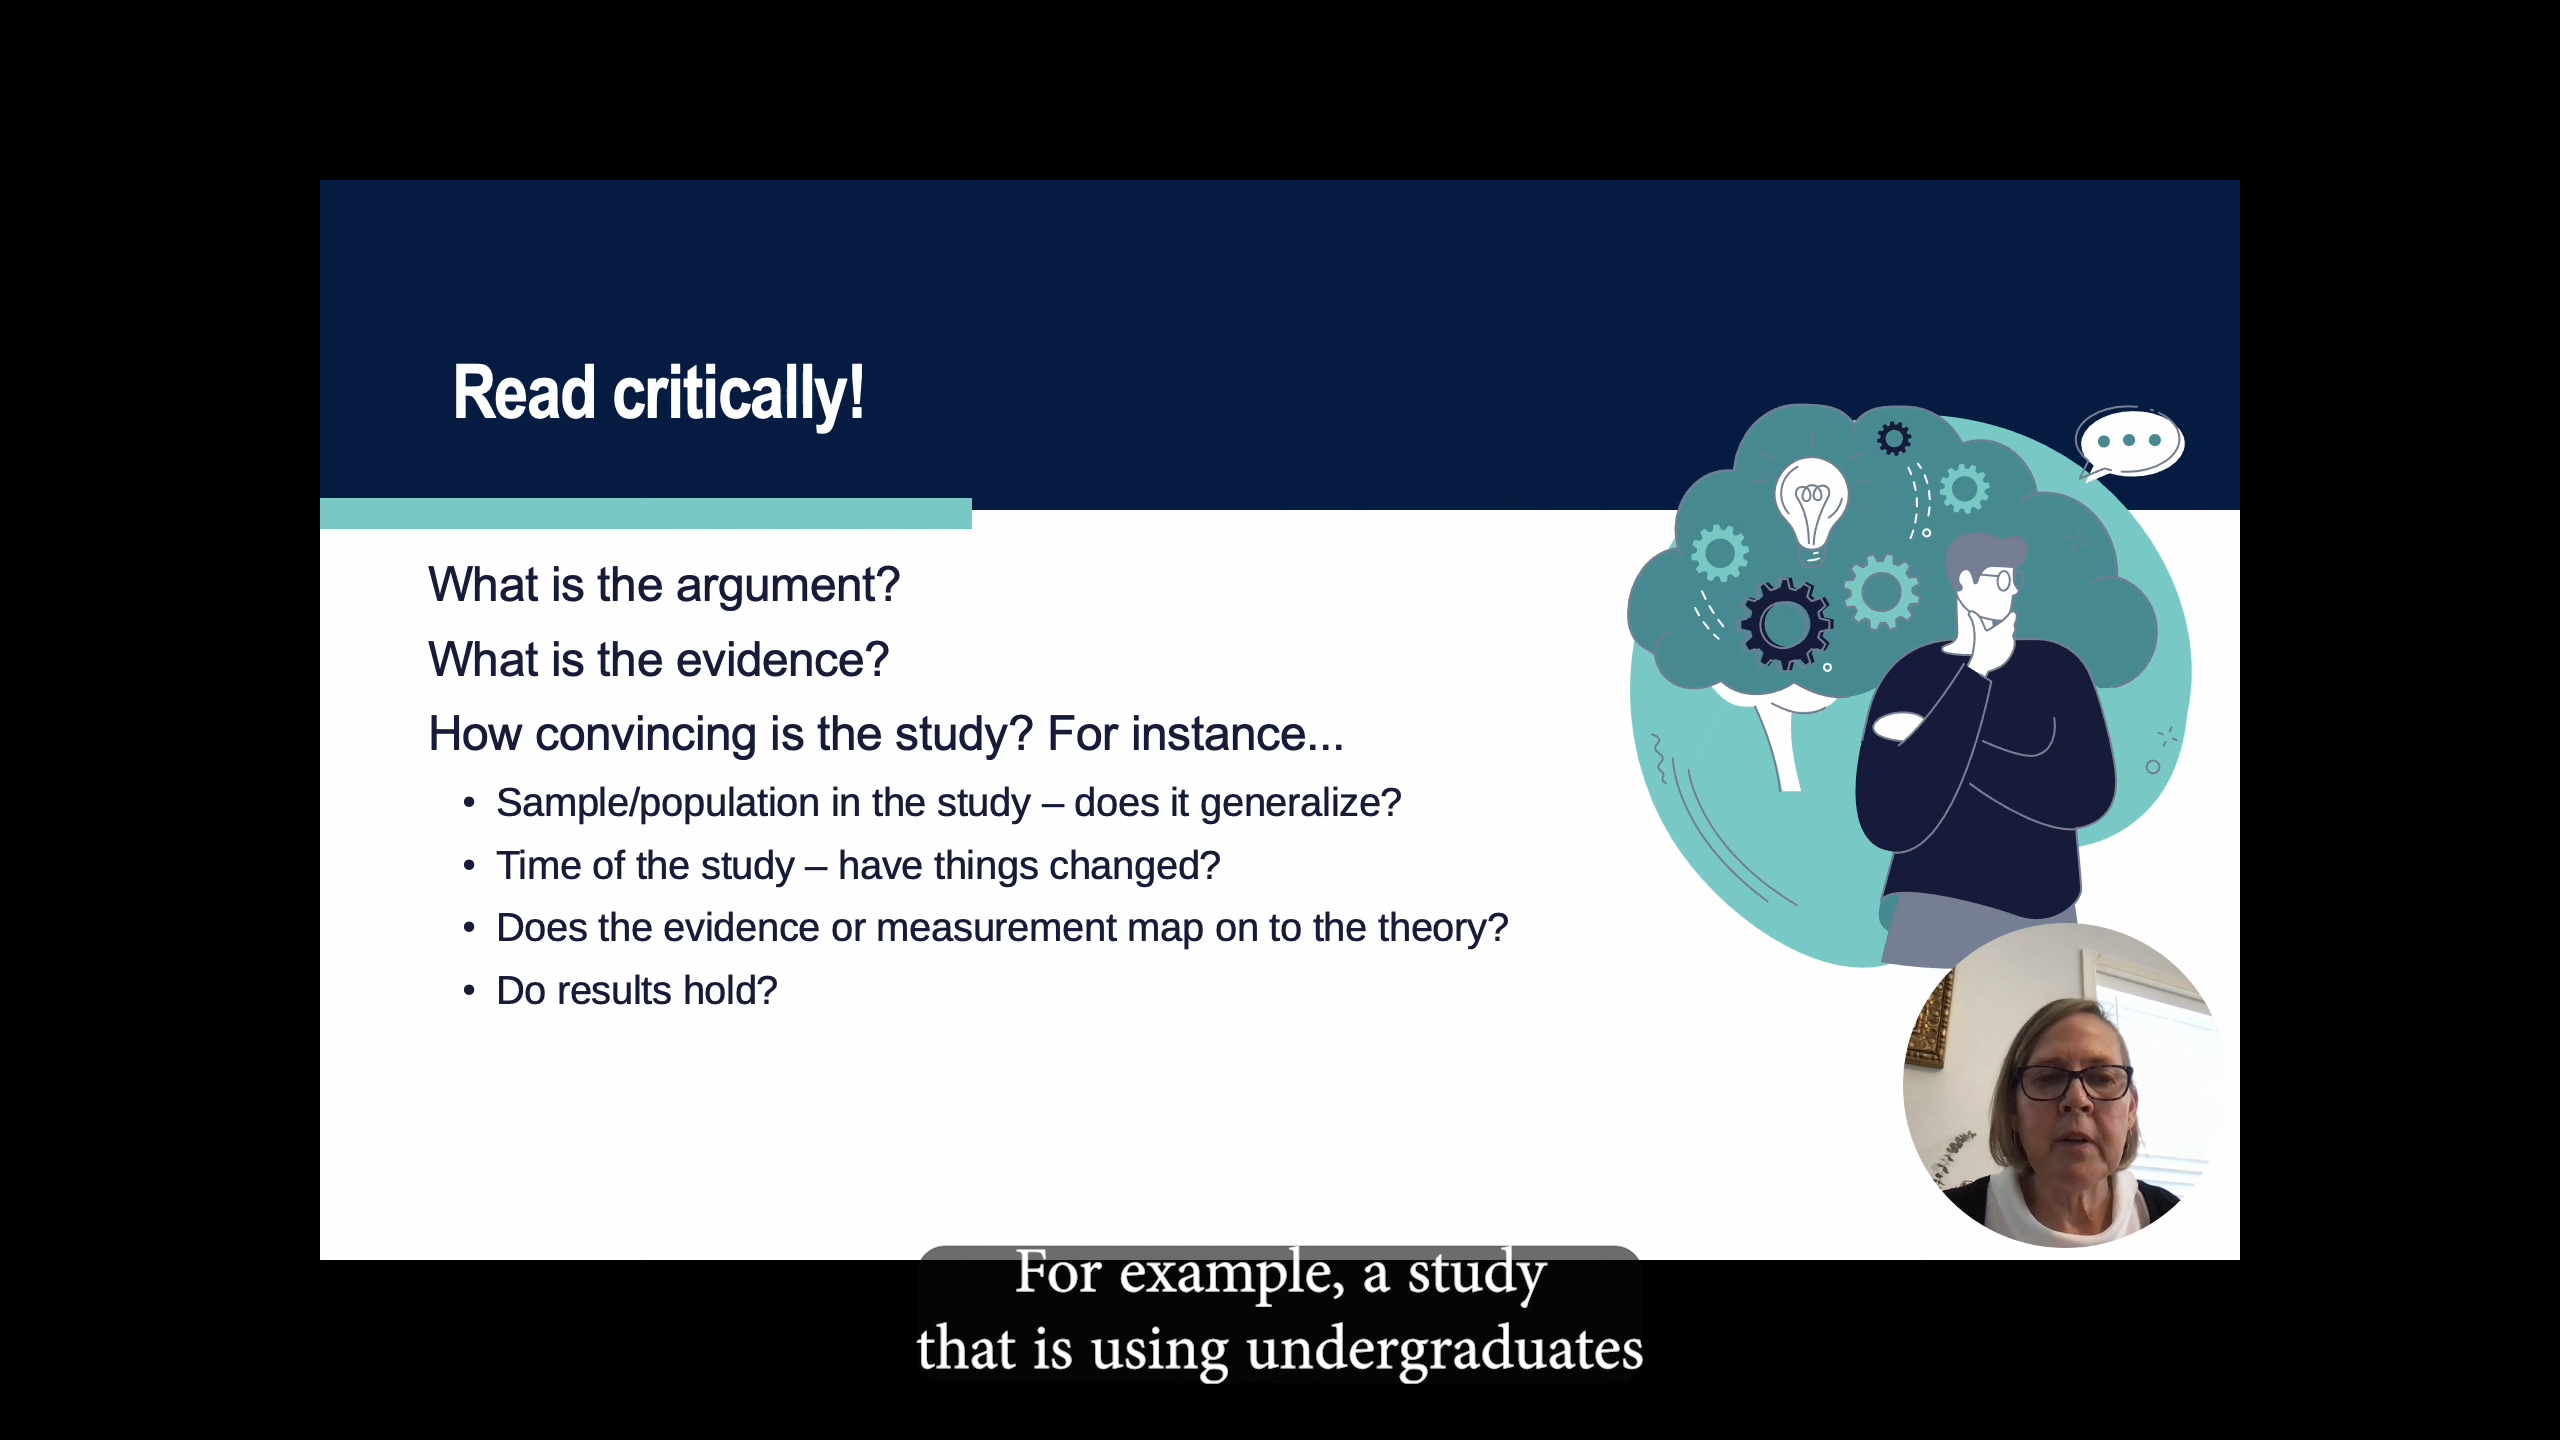 Read critically!
What is the argument?
What is the evidence?
How convincing is the study? For instance...
• Sample/population in the study – does it generalize?
• Time of the study – have things changed?
• Does the evidence or measurement map on to the theory?
• Do results hold?
For example, a study
that is using undergraduates